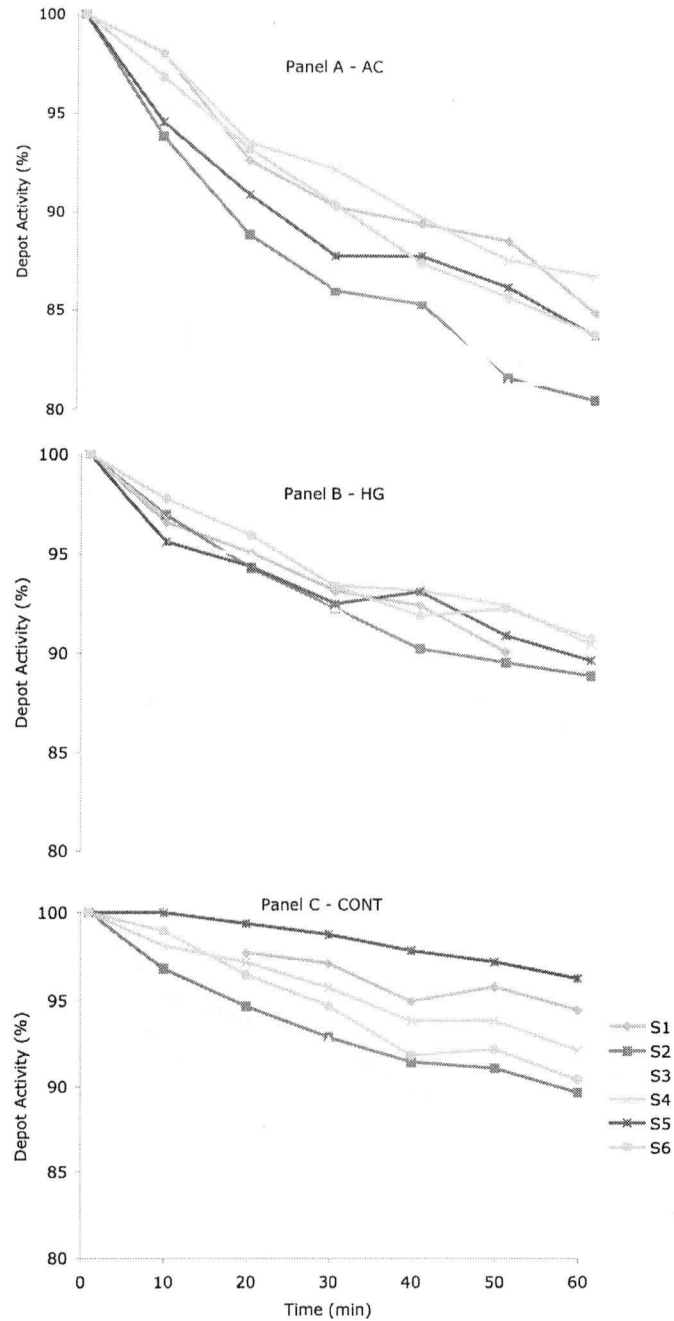 Panel A - AC
Depot Activity (%)
100
95
90
85
80
Panel B - HG
Depot Activity (%)
100
95
90
85
80
Panel C - CONT
Depot Activity (%)
100
95
90
85
80
0
10
20
30
40
50
60
Time (min)
S1
S2
S3
S4
S5
S6